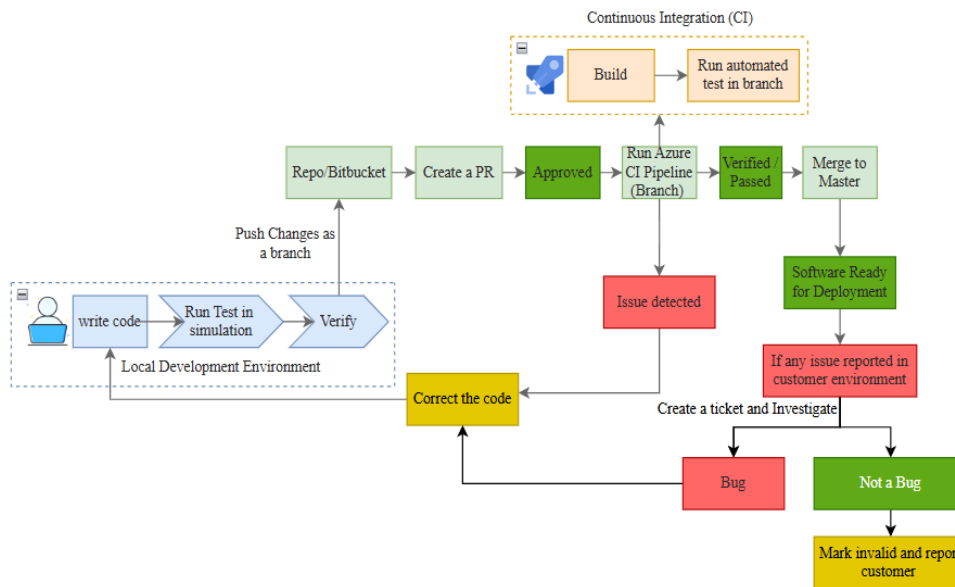 Continuous Integration (CI)
Build
Run automated
test in branch
Repo/Bitbucket
Create a PR
Approved
Run Azure
CI Pipeline
(Branch)
Verified /
Passed
Merge to
Master
Push Changes as
a branch
Issue detected
Software Ready
for Deployment
write code
Run Test in
simulation
Verify
Local Development Environment
If any issue reported in
customer environment
Correct the code
Create a ticket and Investigate
Bug
Not a Bug
Mark invalid and repor
customer